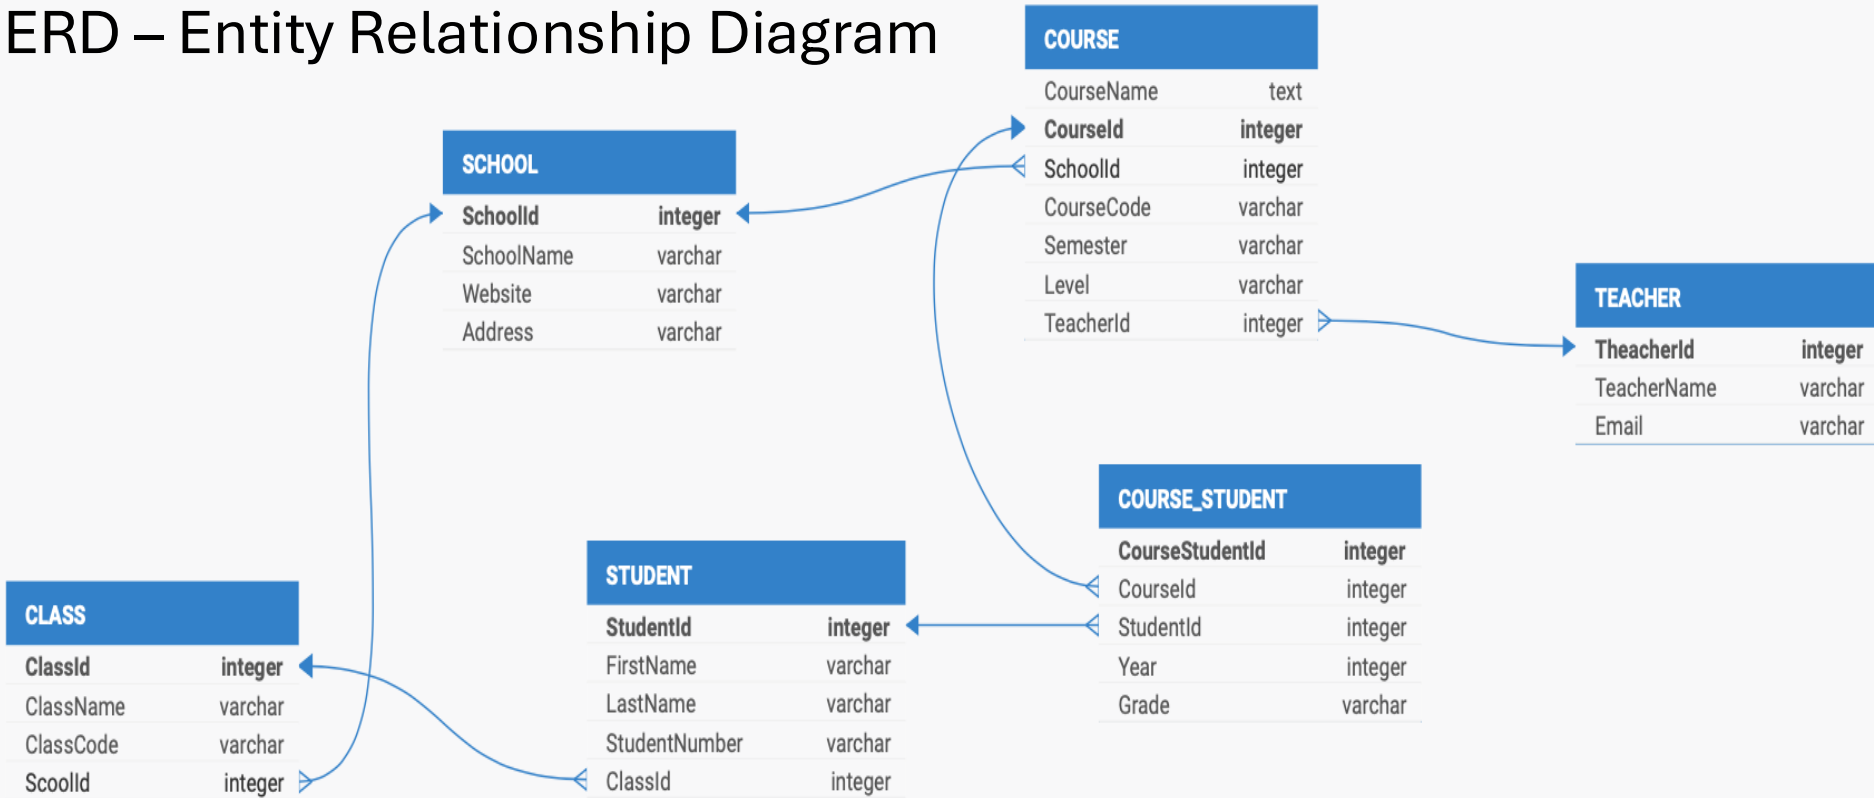 ERD – Entity Relationship Diagram
SCHOOL
SchoolId integer
SchoolName varchar
Website varchar
Address varchar
COURSE
CourseName text
CourseId integer
SchoolId integer
CourseCode varchar
Semester varchar
Level varchar
TeacherId integer
TEACHER
TheacherId integer
TeacherName varchar
Email varchar
CLASS
ClassId integer
ClassName varchar
ClassCode varchar
ScoolId integer
STUDENT
StudentId integer
FirstName varchar
LastName varchar
StudentNumber varchar
ClassId integer
COURSE_STUDENT
CourseStudentId integer
CourseId integer
StudentId integer
Year integer
Grade varchar